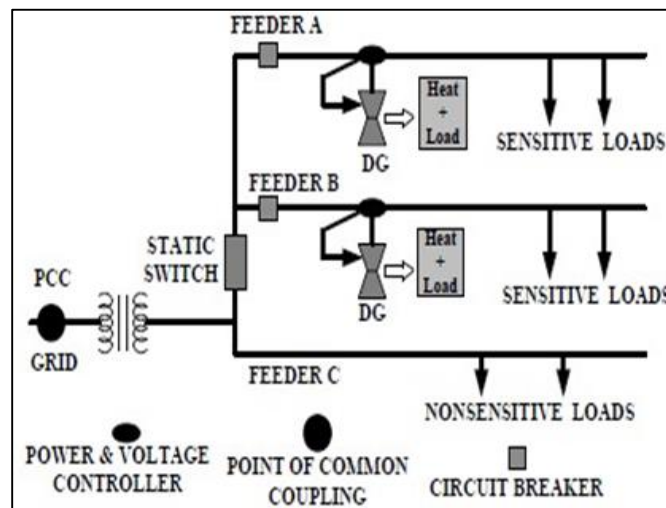 FEEDER A
Heat
+
Load
DG
SENSITIVE LOADS
FEEDER B
STATIC
SWITCH
Heat
+
Load
PCC
DG
SENSITIVE LOADS
GRID
FEEDER C
NONSENSITIVE LOADS
POWER & VOLTAGE
CONTROLLER
POINT OF COMMON
COUPLING
CIRCUIT BREAKER